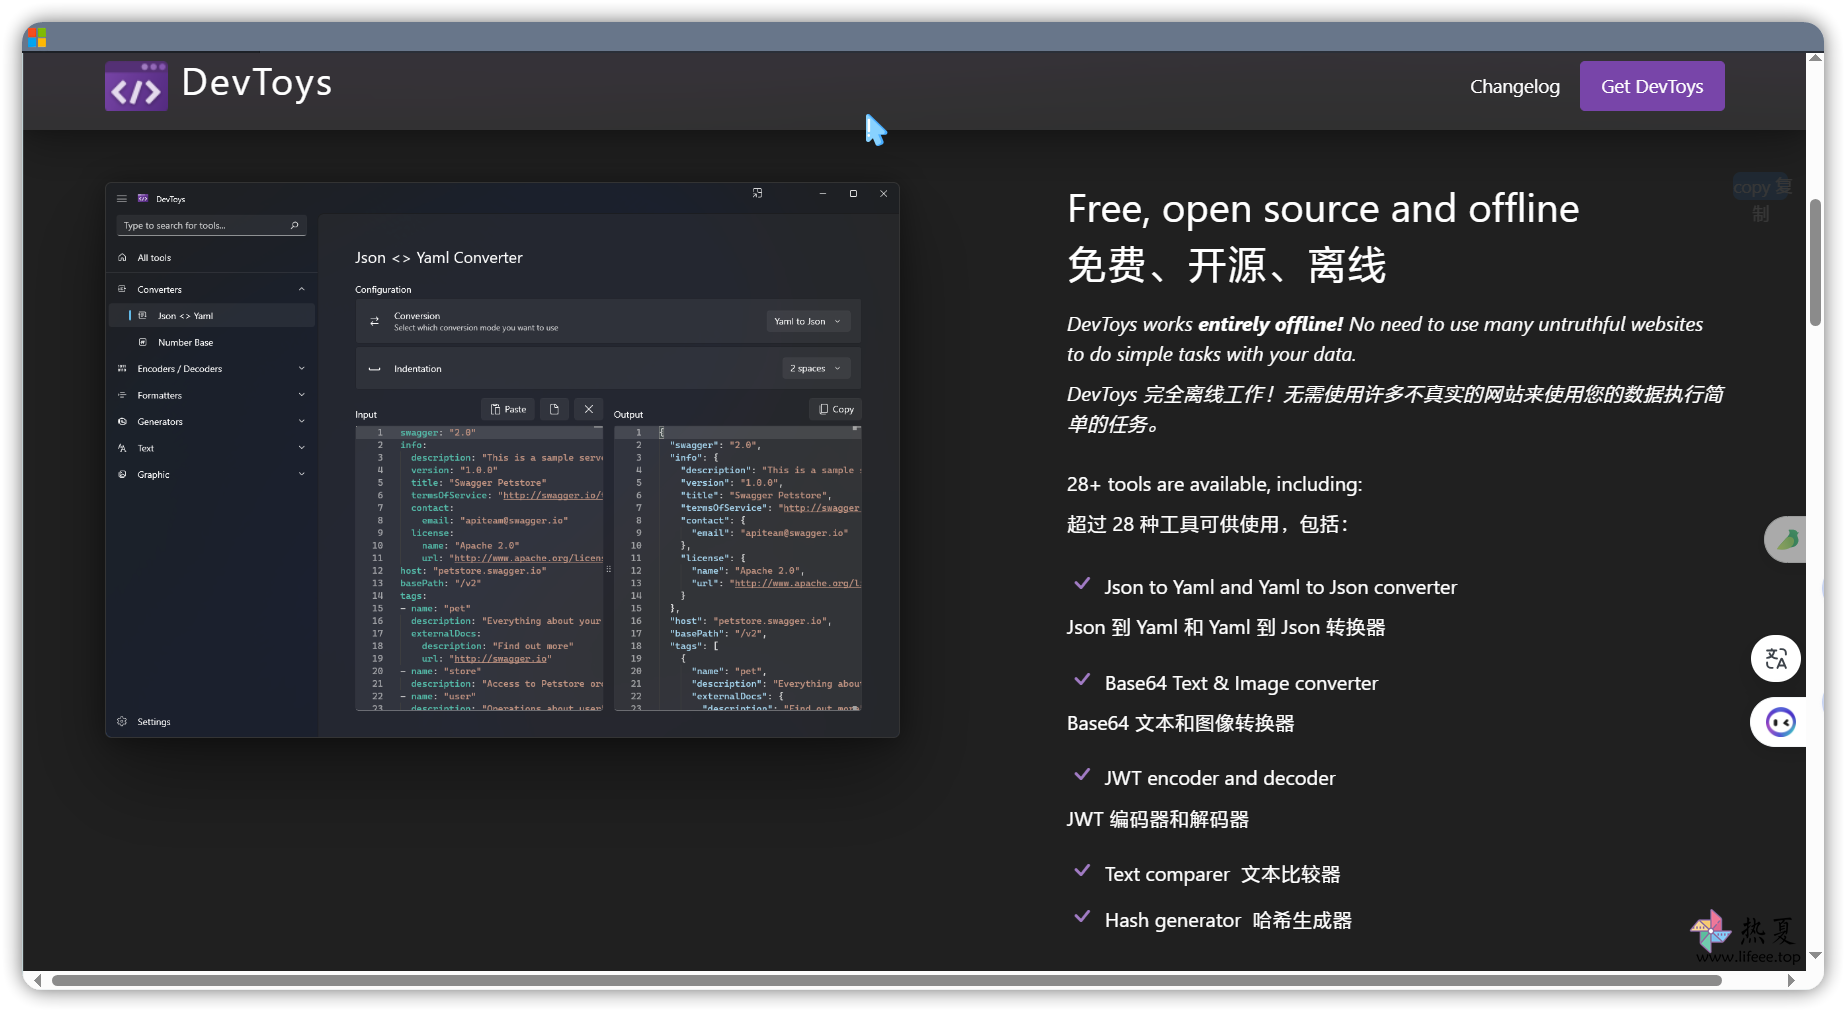 DevToys
Changelog
Get DevToys
DevToys
Type to search for tools...
All tools
Converters
Json <> Yaml
Number Base
Encoders / Decoders
Formatters
Generators
Text
Graphic
Settings
Json <> Yaml Converter
Configuration
Conversion
Select which conversion mode you want to use
Yaml to Json
Indentation
2 spaces
Input
Paste
Output
Copy
1 swagger: "2.0"
2 info:
3 description: "This is a sample serve
4 version: "1.0.0"
5 title: "Swagger Petstore"
6 termsOfService: "http://swagger.io/
7 contact:
8 email: "apiteam@swagger.io"
9 license:
10 name: "Apache 2.0"
11 url: "http://www.apache.org/licens
12 host: "petstore.swagger.io"
13 basePath: "/v2"
14 tags:
15 - name: "pet"
16 description: "Everything about your
17 externalDocs:
18 description: "Find out more"
19 url: "http://swagger.io"
20 - name: "store"
21 description: "Access to Petstore ord
22 - name: "user"
23 description: "Operations about user"
1 {
2 "swagger": "2.0",
3 "info": {
4 "description": "This is a sample s
5 "version": "1.0.0",
6 "title": "Swagger Petstore",
7 "termsOfService": "http://swagger
8 "contact": {
9 "email": "apiteam@swagger.io"
10 },
11 "license": {
12 "name": "Apache 2.0",
13 "url": "http://www.apache.org/l
14 }
15 },
16 "host": "petstore.swagger.io",
17 "basePath": "/v2",
18 "tags": [
19 {
20 "name": "pet",
21 "description": "Everything abou
22 "externalDocs": {
23 "description": "Find out more
copy 复
制
Free, open source and offline
免费、开源、离线
DevToys works entirely offline! No need to use many untruthful websites
to do simple tasks with your data.
DevToys 完全离线工作！无需使用许多不真实的网站来使用您的数据执行简
单的任务。
28+ tools are available, including:
超过 28 种工具可供使用，包括：
Json to Yaml and Yaml to Json converter
Json 到 Yaml 和 Yaml 到 Json 转换器
Base64 Text & Image converter
Base64 文本和图像转换器
JWT encoder and decoder
JWT 编码器和解码器
Text comparer 文本比较器
Hash generator 哈希生成器
热夏
www.lifeee.top